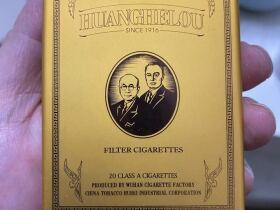 HUANGHELOU
SINCE 1916
FILTER CIGARETTES
20 CLASS A CIGARETTES
PRODUCED BY WUHAN CIGARETTE FACTORY
CHINA TOBACCO HUBEI INDUSTRIAL CORPORATION